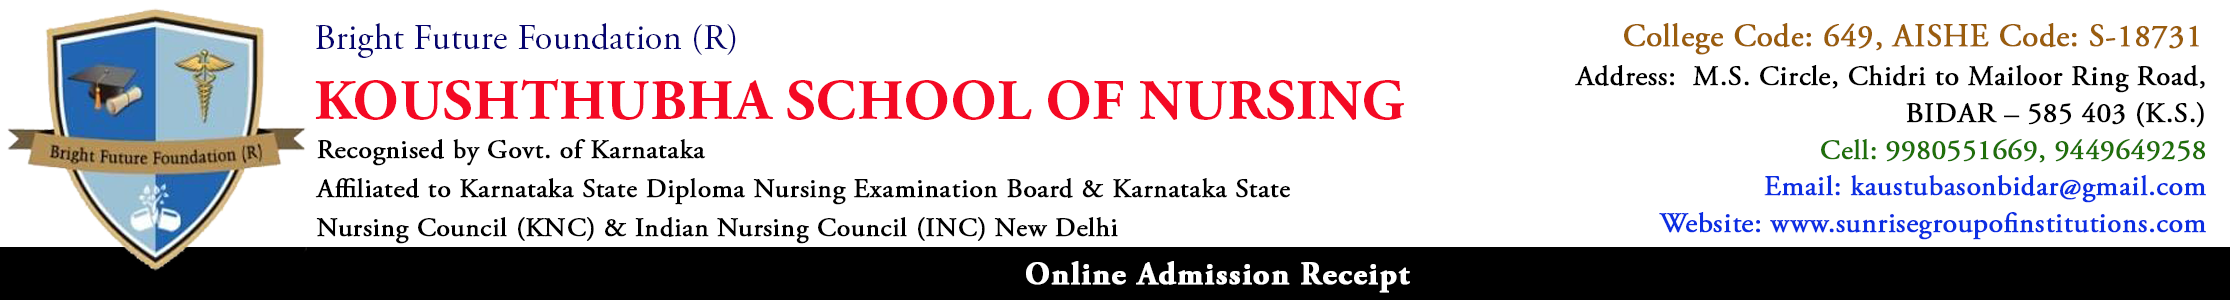 Bright Future Foundation (R)
Bright Future Foundation (R)
KOUSHTHUBHA SCHOOL OF NURSING
Recognised by Govt. of Karnataka
Affiliated to Karnataka State Diploma Nursing Examination Board & Karnataka State
Nursing Council (KNC) & Indian Nursing Council (INC) New Delhi
College Code: 649, AISHE Code: S-18731
Address: M.S. Circle, Chidri to Mailoor Ring Road,
BIDAR – 585 403 (K.S.)
Cell: 9980551669, 9449649258
Email: kaustubasonbidar@gmail.com
Website: www.sunrisegroupofinstitutions.com
Online Admission Receipt